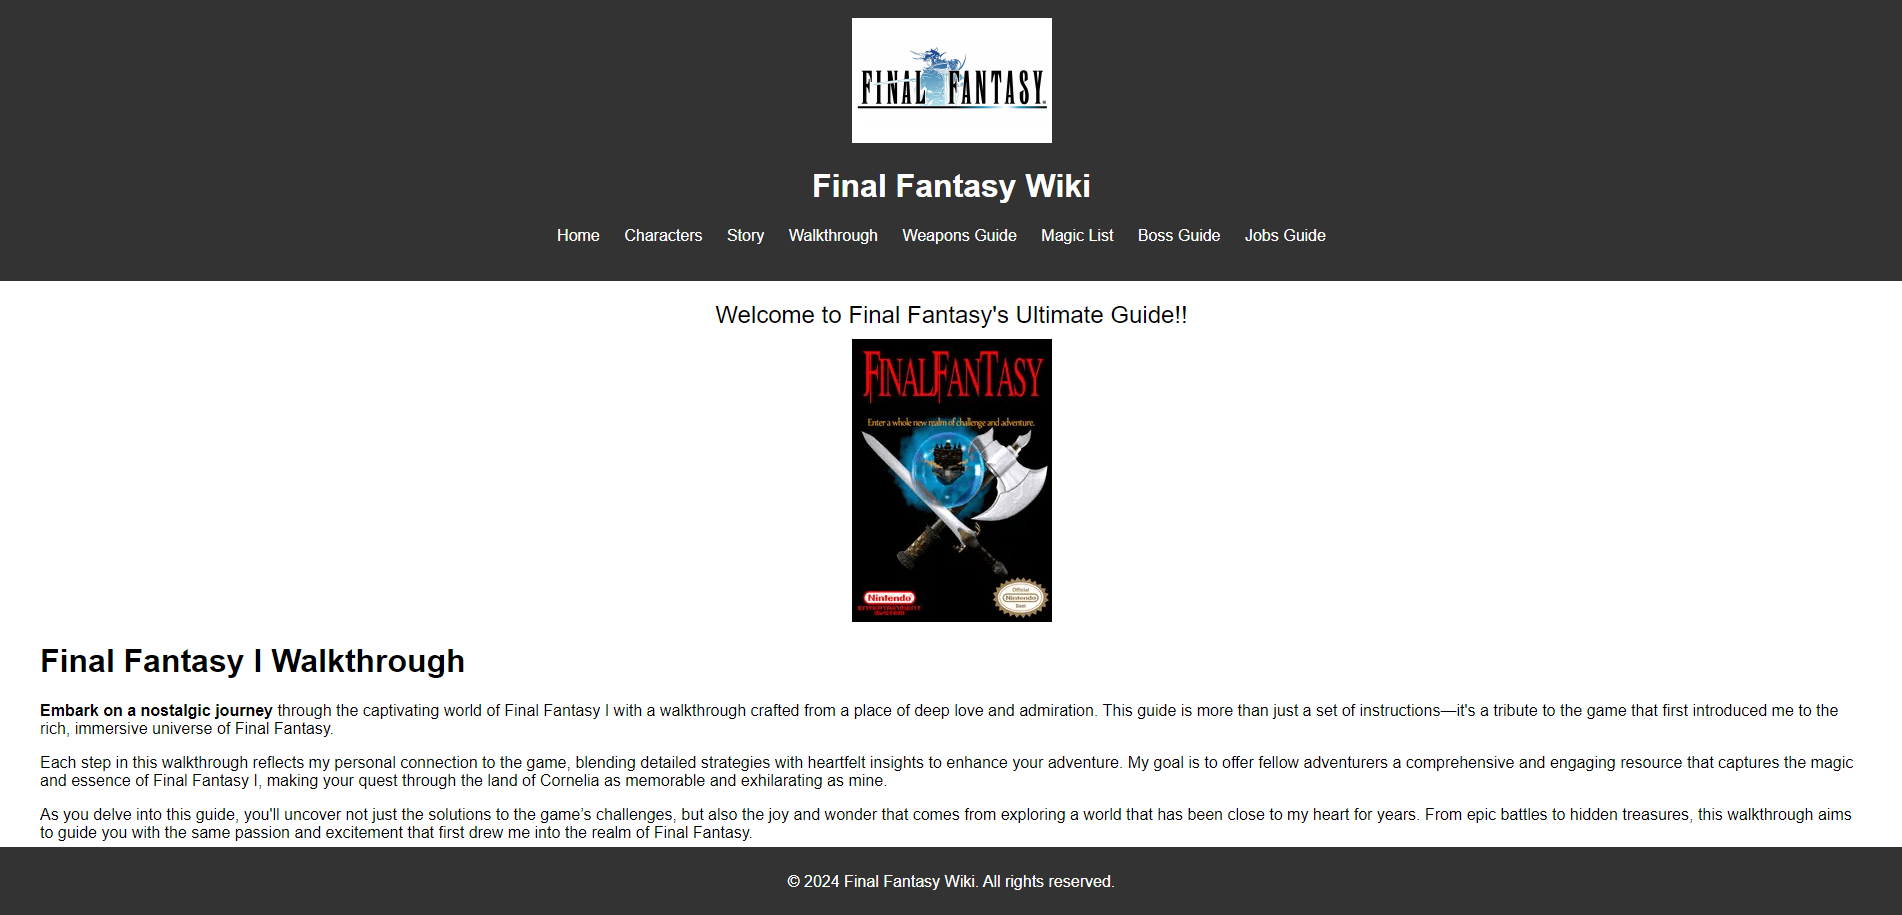 FINAL FANTASY
Final Fantasy Wiki
Home Characters Story Walkthrough Weapons Guide Magic List Boss Guide Jobs Guide
Welcome to Final Fantasy's Ultimate Guide!!
FINAL FANTASY
Enter a whole new realm of challenge and adventure.
Nintendo
ENTERTAINMENT
SYSTEM
Official
Nintendo
Seal
Final Fantasy I Walkthrough
Embark on a nostalgic journey through the captivating world of Final Fantasy I with a walkthrough crafted from a place of deep love and admiration. This guide is more than just a set of instructions—it's a tribute to the game that first introduced me to the
rich, immersive universe of Final Fantasy.
Each step in this walkthrough reflects my personal connection to the game, blending detailed strategies with heartfelt insights to enhance your adventure. My goal is to offer fellow adventurers a comprehensive and engaging resource that captures the magic
and essence of Final Fantasy I, making your quest through the land of Cornelia as memorable and exhilarating as mine.
As you delve into this guide, you'll uncover not just the solutions to the game’s challenges, but also the joy and wonder that comes from exploring a world that has been close to my heart for years. From epic battles to hidden treasures, this walkthrough aims
to guide you with the same passion and excitement that first drew me into the realm of Final Fantasy.
© 2024 Final Fantasy Wiki. All rights reserved.